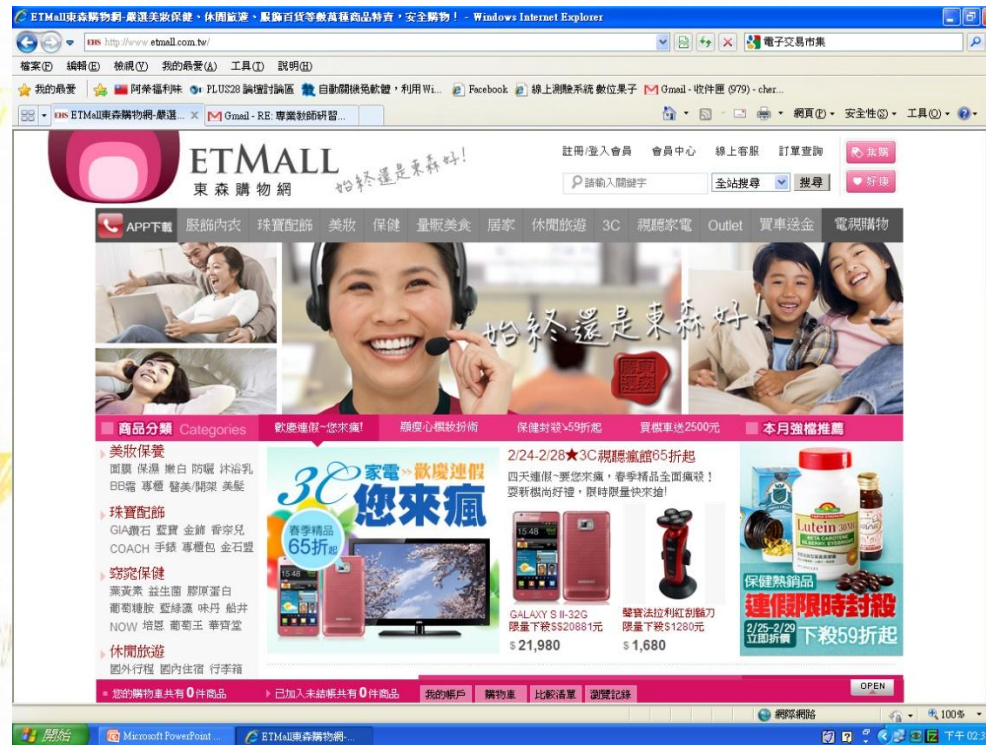 ETMall東森購物網-嚴選美妝保健、休閒旅遊、服飾百貨等數萬種商品特賣，安全購物！ - Windows Internet Explorer
http://www.etmall.com.tw/
電子交易市集
檔案(F) 編輯(E) 檢視(V) 我的最愛(A) 工具(T) 說明(H)
我的最愛 阿榮福利味 PLUS28 論壇討論區 自動關機免軟體，利用Wi... Facebook 線上測驗系統 數位果子 Gmail - 收件匣 (979) - cher...
ETMall東森購物網-嚴選... Gmail - RE: 專業教師研習...
網頁(P) 安全性(S) 工具(O)
註冊/登入會員 會員中心 線上客服 訂單查詢
ETMALL
東森購物網
始終還是東森好!
請輸入關鍵字 全站搜尋 搜尋
好康
APP下載 服飾內衣 珠寶配飾 美妝 保健 量販美食 居家 休閒旅遊 3C 視聽家電 Outlet 買車送金 電視購物
始終還是東森好!
商品分類 Categories
歡慶連假~您來瘋! 保健封殺↘59折起 買機車送2500元 本月強檔推薦
美妝保養
面膜 保濕 嫩白 防曬 沐浴乳
BB霜 專櫃 醫美/開架 美髮
珠寶配飾
GIA鑽石 藍寶 金飾 香奈兒
COACH 手錶 專櫃包 金石盟
窈窕保健
葉黃素 益生菌 膠原蛋白
葡萄糖胺 藍綠藻 味丹 船井
NOW 培恩 葡萄王 華齊堂
休閒旅遊
國外行程 國內住宿 行李箱
3C家電 歡慶連假
您來瘋
春季精品
65折起
15:48
2/24-2/28★3C視聽瘋館65折起
四天連假~要您來瘋，春季精品全面瘋殺！
耍新機尚好禮，限時限量快來搶!
15:48
GALAXY S II-32G
限量下殺$$20881元
$21,980
聲寶法拉利紅刮鬍刀
限量下殺$1280元
$1,680
Lutein 30MG
BETA CAROTENE
BILBERRY EYEBRIGHT
保健熱銷品
連假限時封殺
2/25-2/29
立即折價
下殺59折起
您的購物車共有0件商品 已加入未結帳共有0件商品 我的帳戶 購物車 比較清單 瀏覽記錄 OPEN
網際網路 100%
開始 Microsoft PowerPoint ... ETMall東森購物網-... 下午 02:3